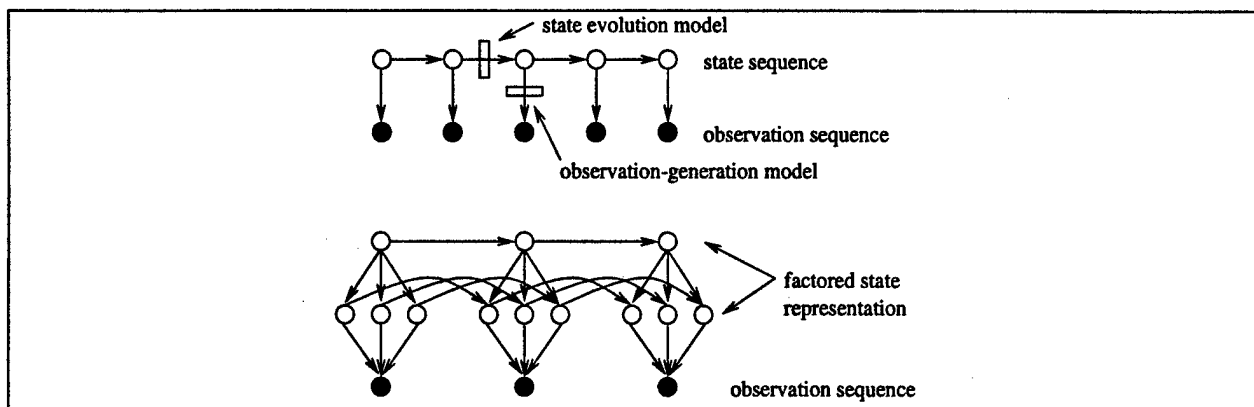 state evolution model
state sequence
observation sequence
observation-generation model
factored state
representation
observation sequence